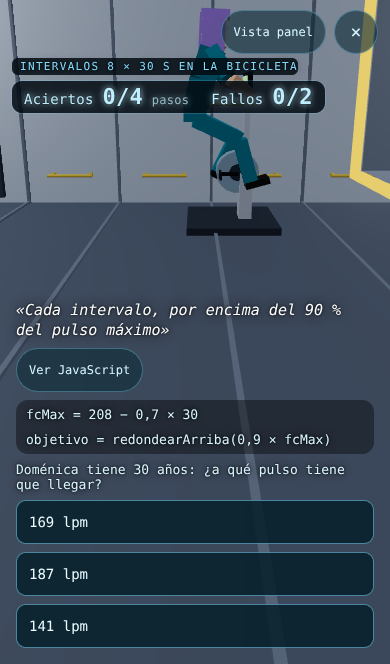 Vista panel
×
INTERVALOS 8 × 30 S EN LA BICICLETA
Aciertos 0/4 pasos Fallos 0/2
«Cada intervalo, por encima del 90 %
del pulso máximo»
Ver JavaScript
fcMax = 208 − 0,7 × 30
objetivo = redondearArriba(0,9 × fcMax)
Doménica tiene 30 años: ¿a qué pulso tiene
que llegar?
169 lpm
187 lpm
141 lpm